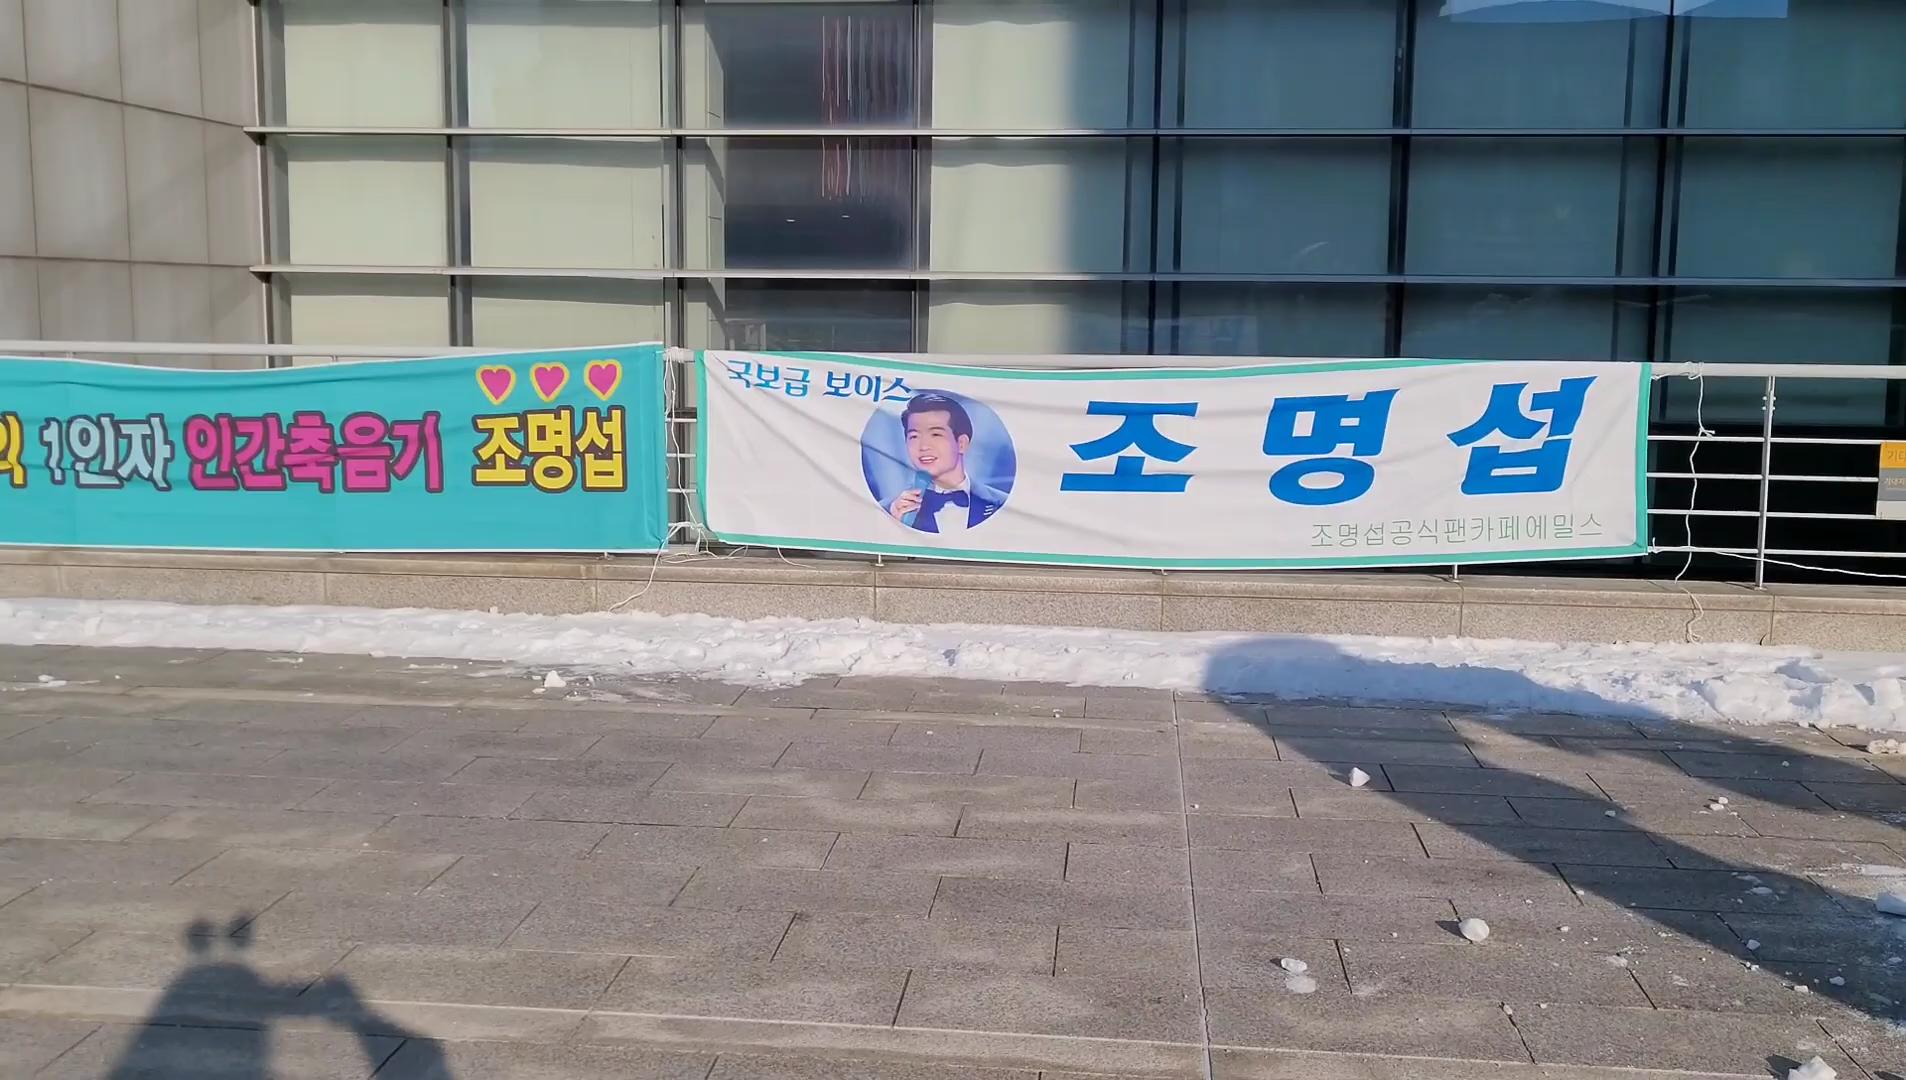 1인자 인간축음기 조명섭
국보급 보이스
조명섭
조명섭공식팬카페에밀스